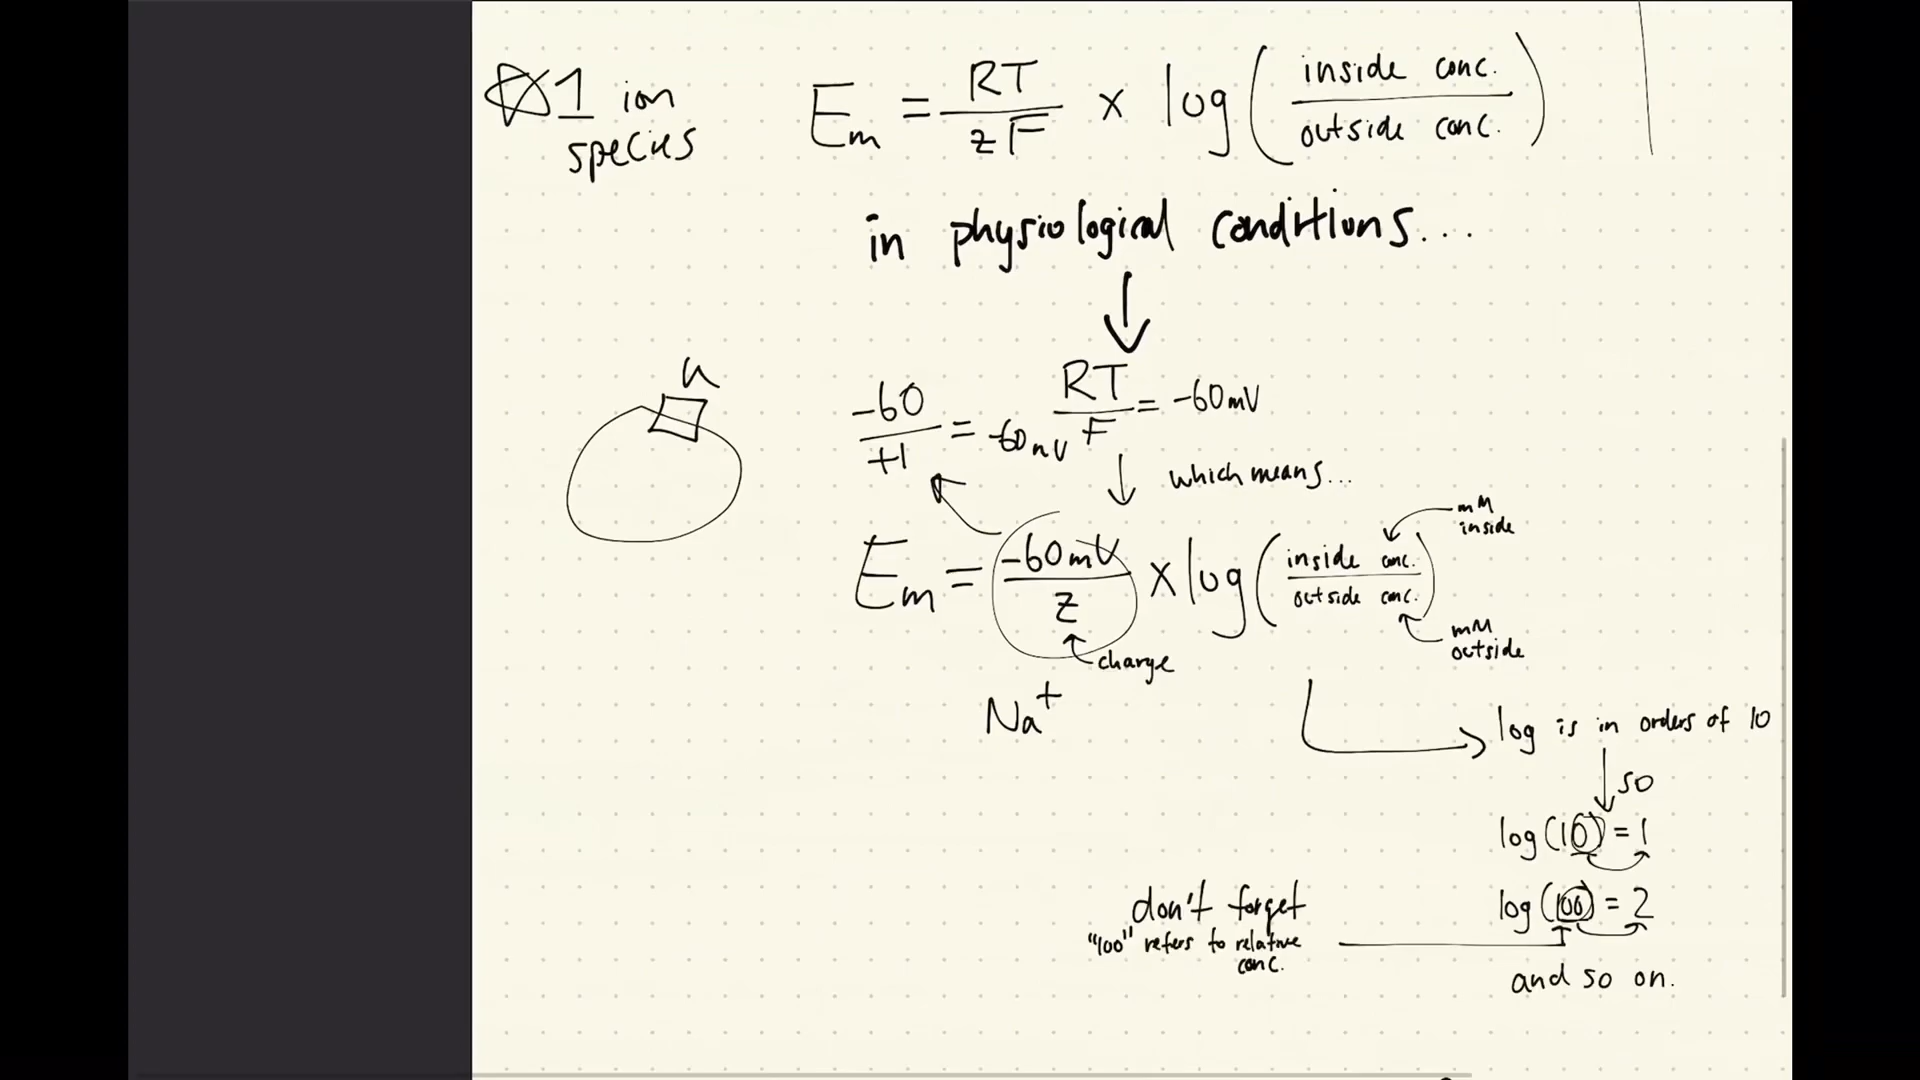 1 ion
species
Em = RT / zF x log ( inside conc. / outside conc. )
in physiological conditions...
RT / F = -60mV
-60 / +1 = -60mV
which means...
Em = -60mV / z x log ( inside conc. / outside conc. )
mM
inside
mM
outside
charge
Na+
log is in orders of 10
so
log(10) = 1
log(100) = 2
don't forget
"100" refers to relative
conc.
and so on.